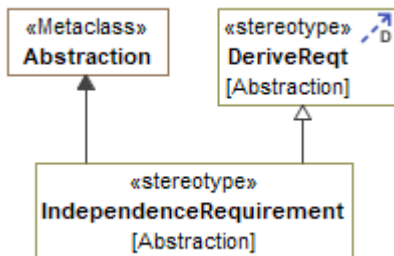 «Metaclass»
Abstraction
«stereotype»
D
DeriveReqt
[Abstraction]
«stereotype»
IndependenceRequirement
[Abstraction]